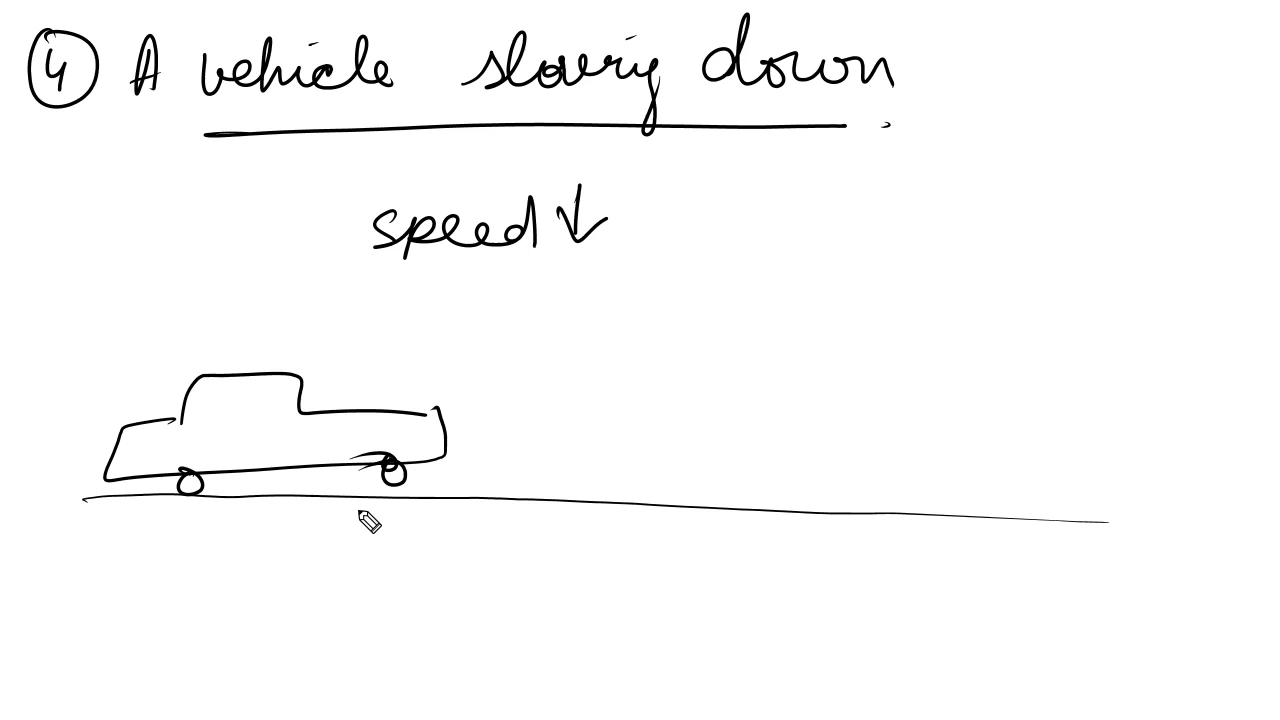 ④ A vehicle slowing down.
speed ↓